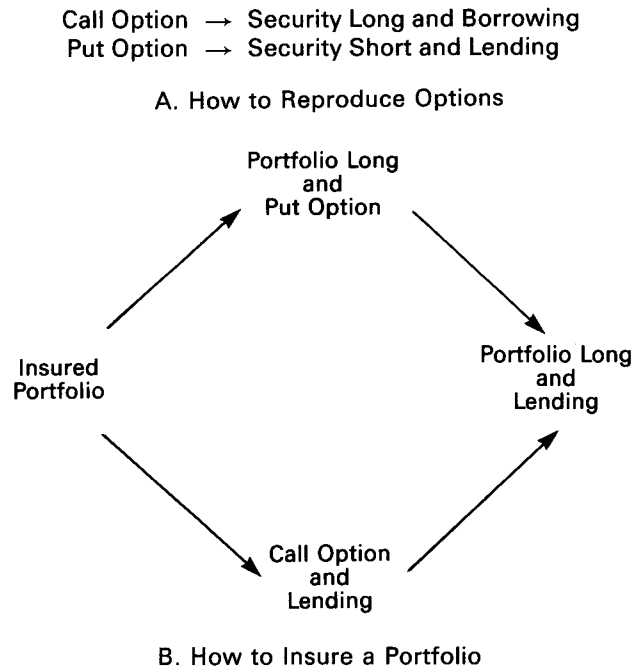 Call Option → Security Long and Borrowing
Put Option → Security Short and Lending
A. How to Reproduce Options
Portfolio Long
and
Put Option
Insured
Portfolio
Portfolio Long
and
Lending
Call Option
and
Lending
B. How to Insure a Portfolio